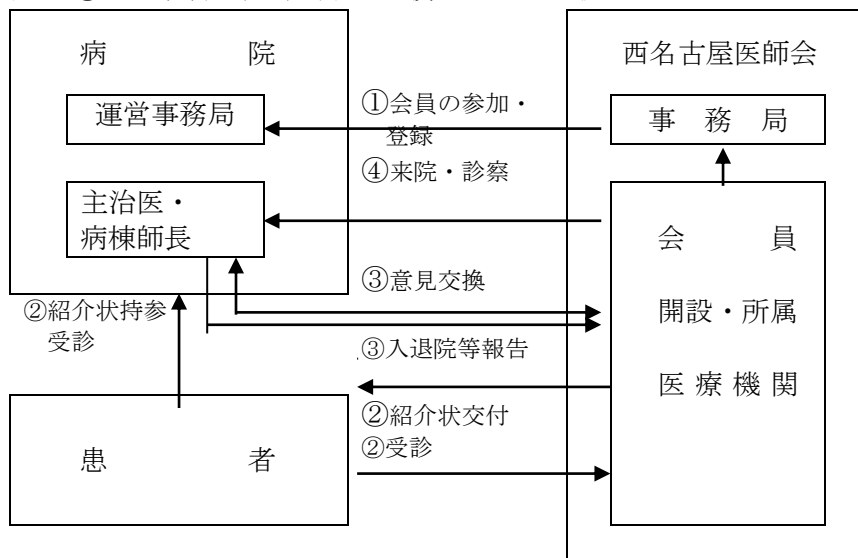 病 院
西名古屋医師会
運営事務局
①会員の参加・
登録
事 務 局
④来院・診察
主治医・
病棟師長
会 員
③意見交換
②紹介状持参
受診
開設・所属
③入退院等報告
医 療 機 関
②紹介状交付
②受診
患 者